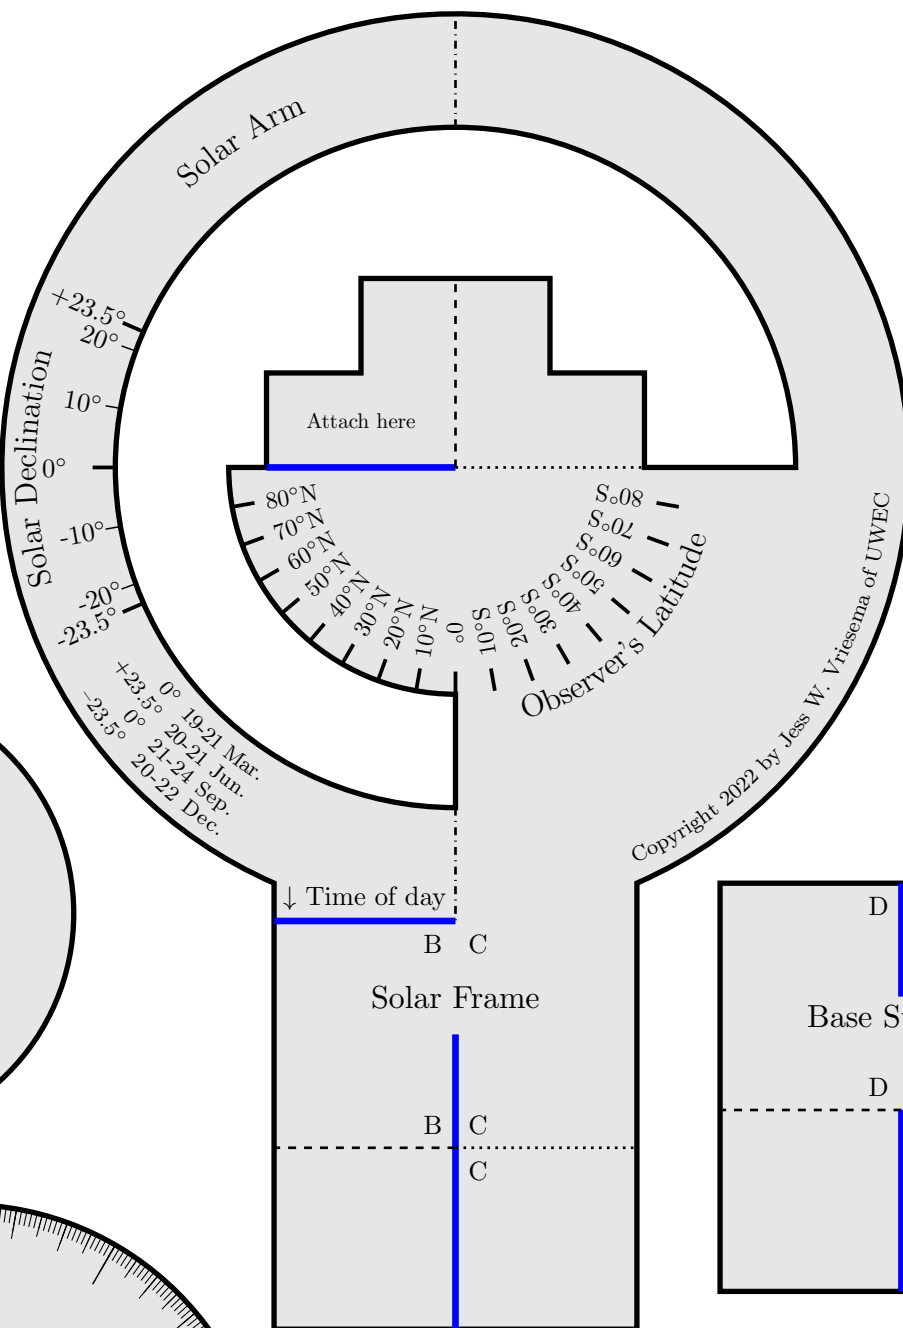 Solar Arm
+23.5°
20°
10°
0°
-10°
-20°
-23.5°
Solar Declination
0° 19-21 Mar.
+23.5° 20-21 Jun.
0° 21-24 Sep.
−23.5° 20-22 Dec.
Attach here
80°N
70°N
60°N
50°N
40°N
30°N
20°N
10°N
0°
10°S
20°S
30°S
40°S
50°S
60°S
70°S
80°S
Observer's Latitude
Copyright 2022 by Jess W. Vriesema of UWEC
↓ Time of day
B C
Solar Frame
B C
C
D
Base
D